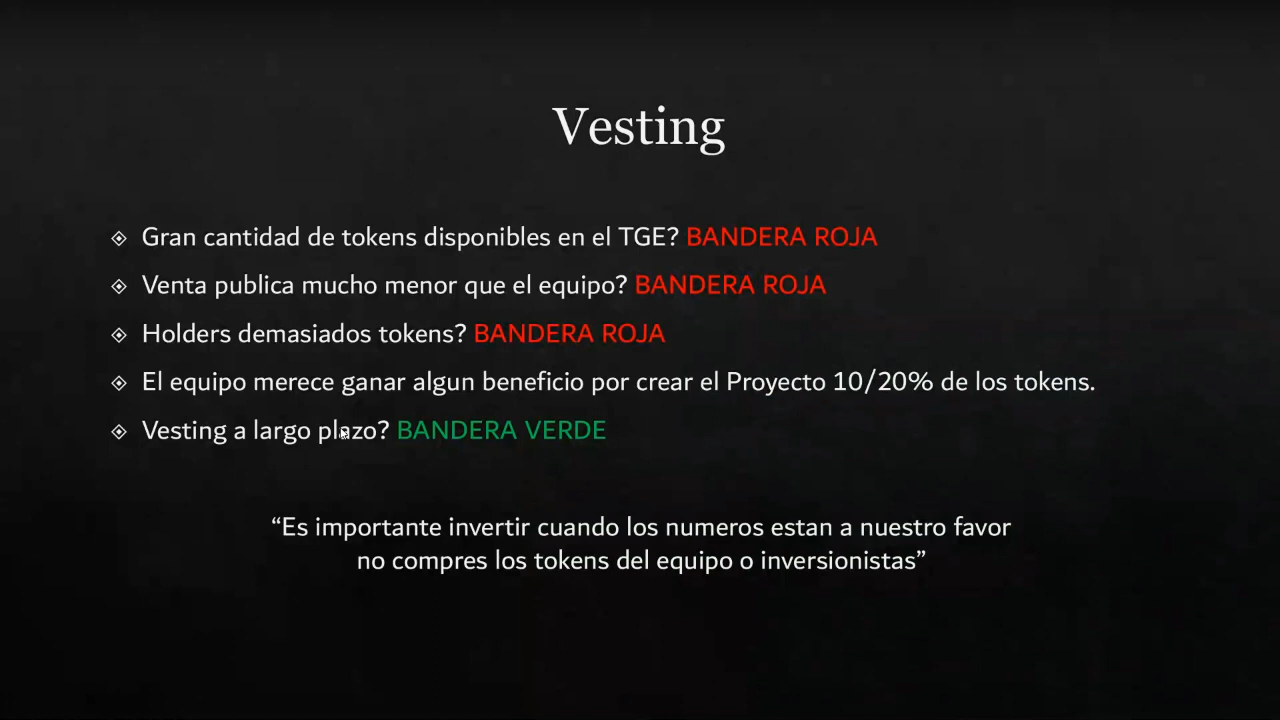 Vesting
Gran cantidad de tokens disponibles en el TGE? BANDERA ROJA
Venta publica mucho menor que el equipo? BANDERA ROJA
Holders demasiados tokens? BANDERA ROJA
El equipo merece ganar algun beneficio por crear el Proyecto 10/20% de los tokens.
Vesting a largo plazo? BANDERA VERDE
“Es importante invertir cuando los numeros estan a nuestro favor
no compres los tokens del equipo o inversionistas”